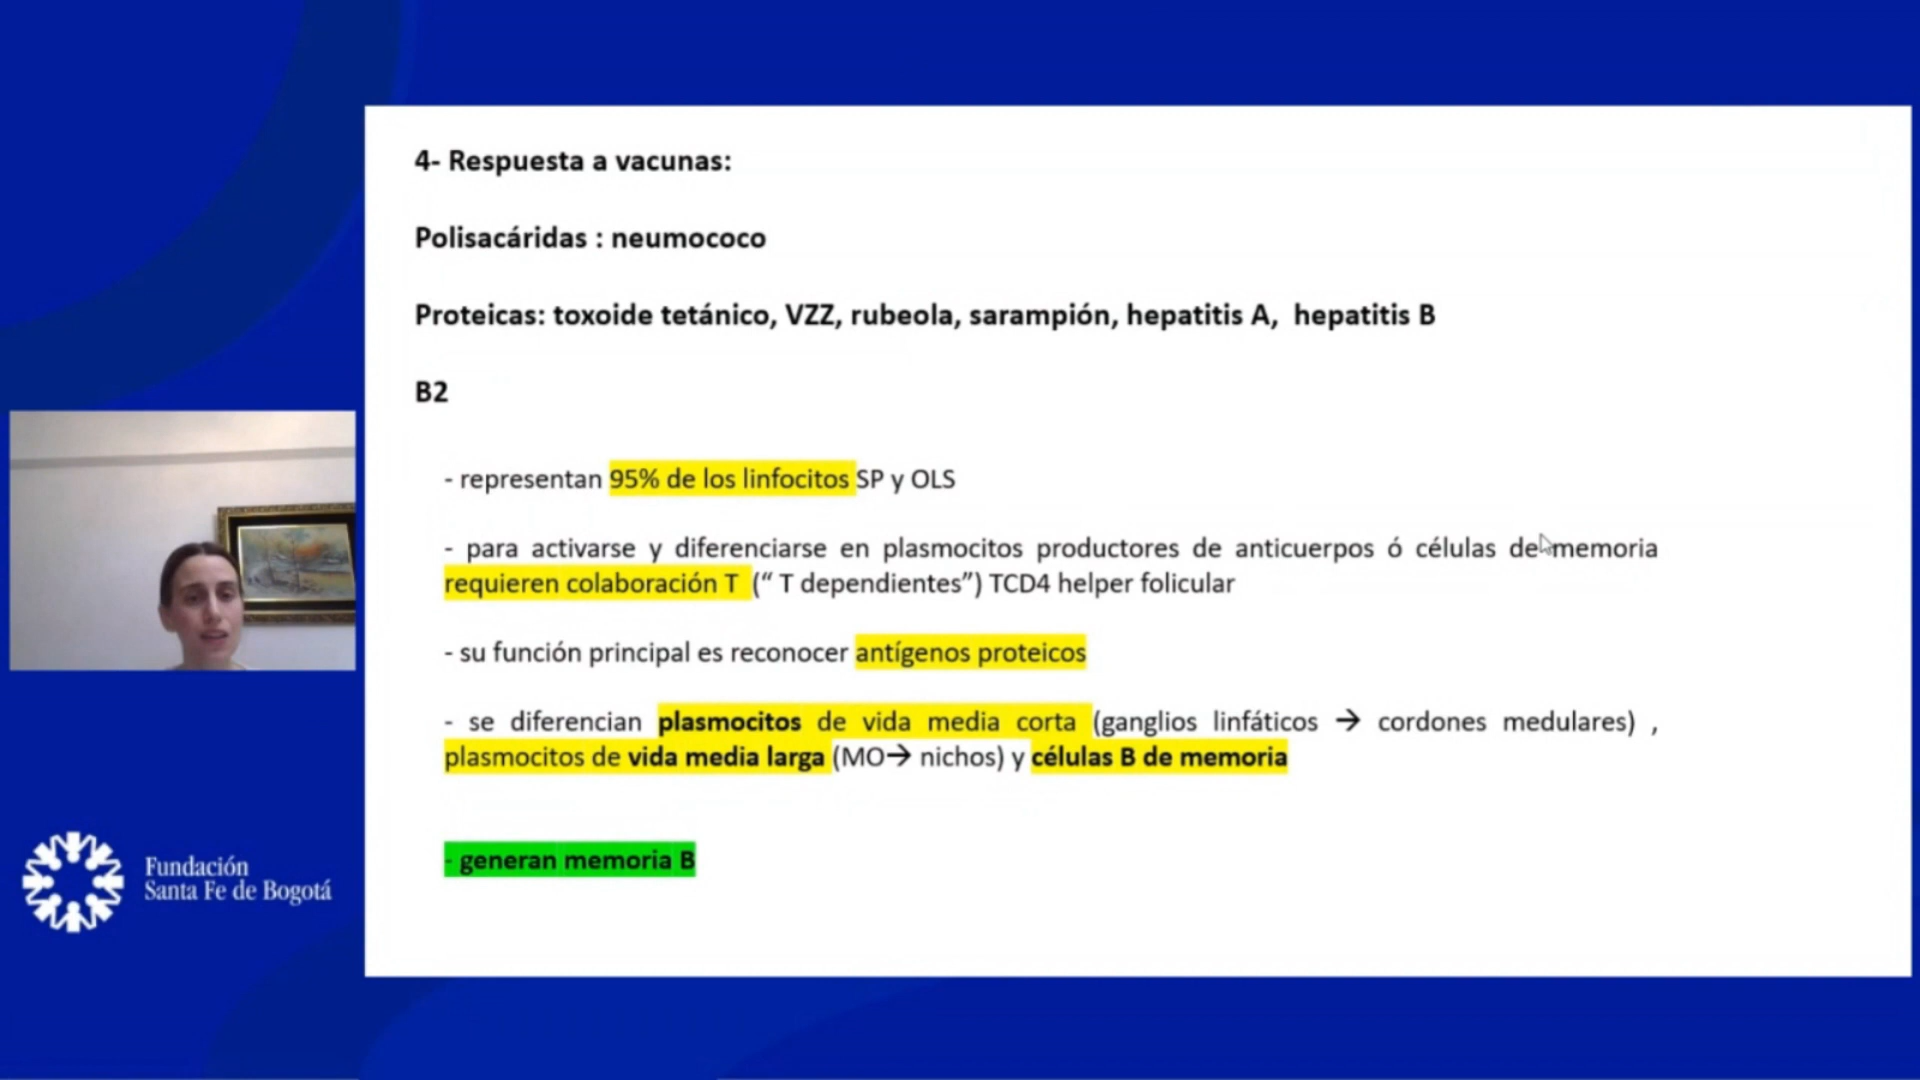 4- Respuesta a vacunas:
Polisacáridas : neumococo
Proteicas: toxoide tetánico, VZZ, rubeola, sarampión, hepatitis A, hepatitis B
B2
- representan 95% de los linfocitos SP y OLS
- para activarse y diferenciarse en plasmocitos productores de anticuerpos ó células de memoria
requieren colaboración T (“ T dependientes”) TCD4 helper folicular
- su función principal es reconocer antígenos proteicos
- se diferencian plasmocitos de vida media corta (ganglios linfáticos → cordones medulares) ,
plasmocitos de vida media larga (MO→ nichos) y células B de memoria
- generan memoria B
Fundación
Santa Fe de Bogotá